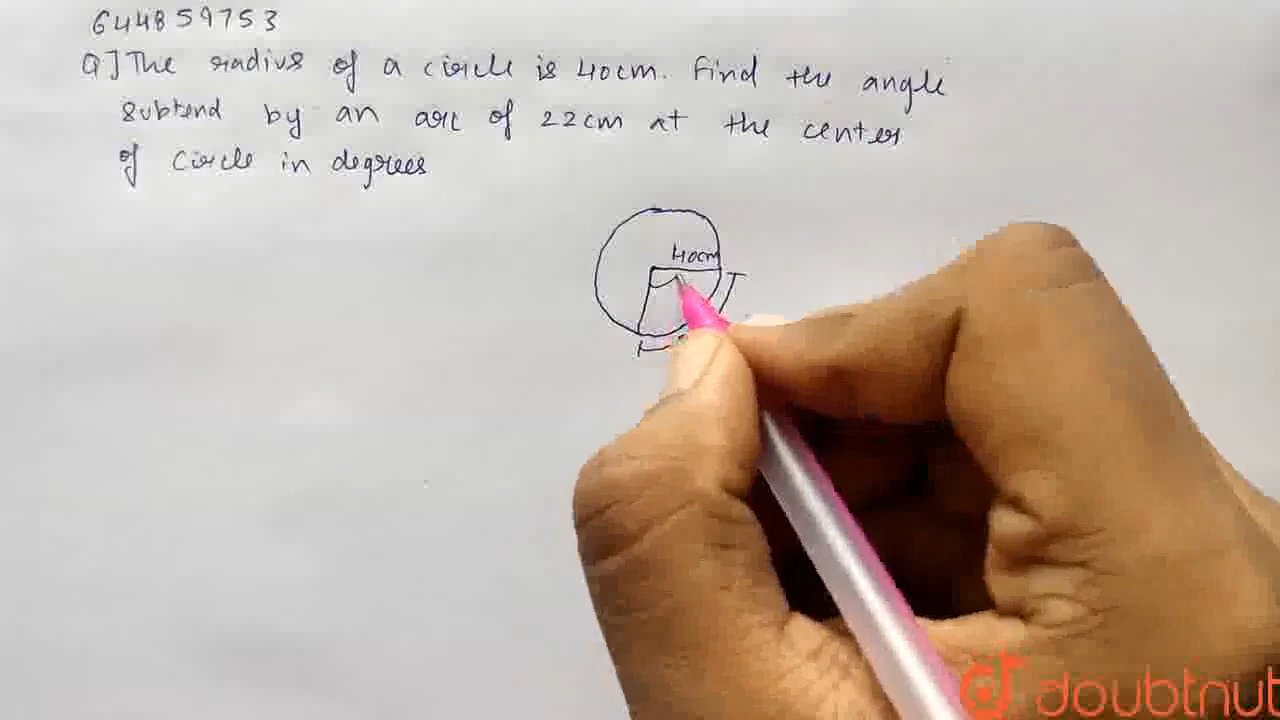 644859753
Q] The radius of a circle is 40cm. Find the angle
subtend by an arc of 22cm at the center
of circle in degrees
40cm
doubtnut